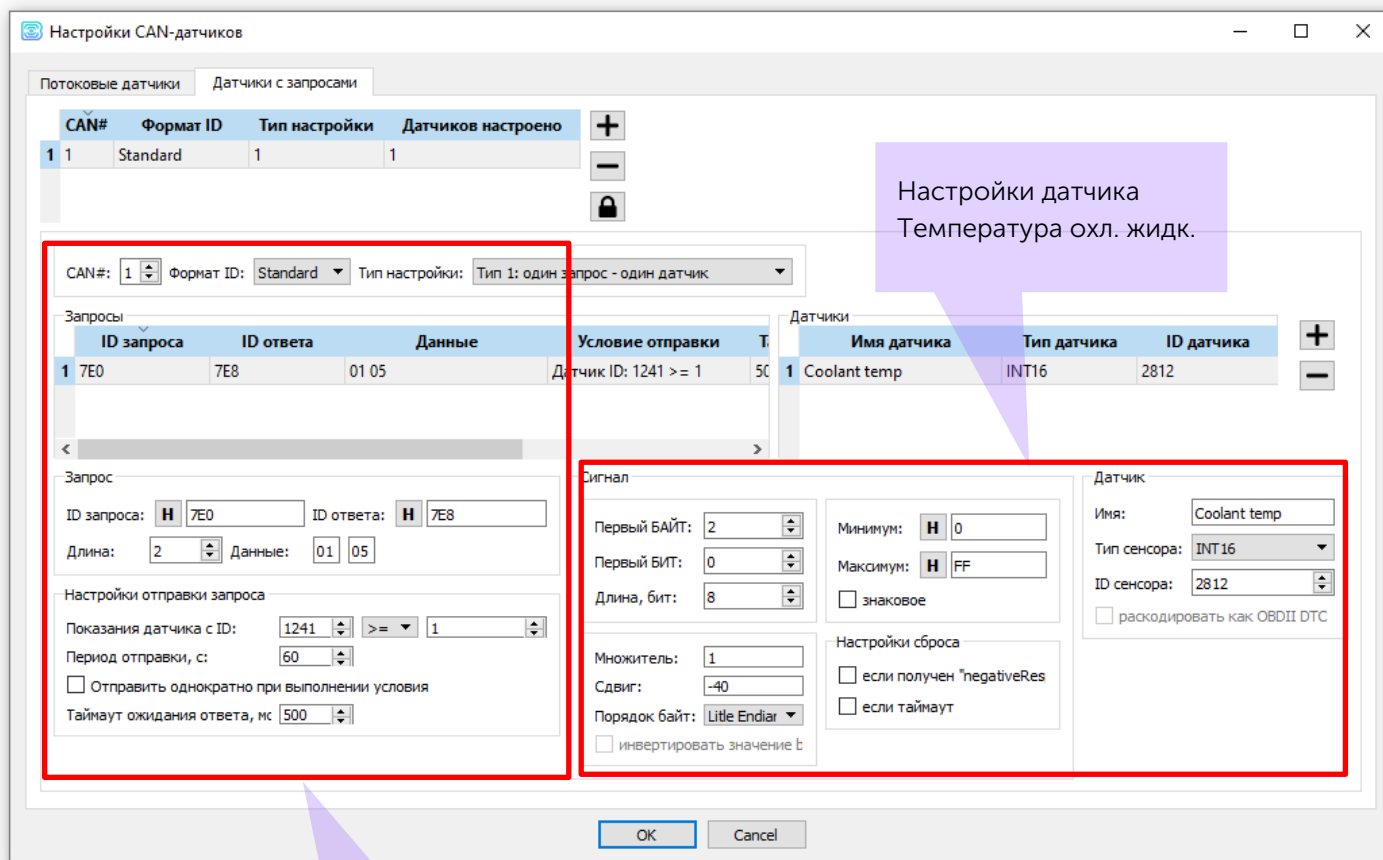 Настройки CAN-датчиков
Потоковые датчики Датчики с запросами
CAN# Формат ID Тип настройки Датчиков настроено
1 1 Standard 1 1
Настройки датчика
Температура охл. жидк.
CAN#: 1 Формат ID: Standard Тип настройки: Тип 1: один запрос - один датчик
Запросы
ID запроса ID ответа Данные Условие отправки
1 7E0 7E8 01 05 Датчик ID: 1241 >= 1 50
Датчики
Имя датчика Тип датчика ID датчика
1 Coolant temp INT16 2812
Запрос
ID запроса: H 7E0 ID ответа: H 7E8
Длина: 2 Данные: 01 05
Настройки отправки запроса
Показания датчика с ID: 1241 >= 1
Период отправки, с: 60
Отправить однократно при выполнении условия
Таймаут ожидания ответа, мс 500
Сигнал
Первый БАЙТ: 2
Первый БИТ: 0
Длина, бит: 8
Множитель: 1
Сдвиг: -40
Порядок байт: Litle Endiar
инвертировать значение b
Минимум: H 0
Максимум: H FF
знаковое
Настройки сброса
если получен "negativeRes
если таймаут
Датчик
Имя: Coolant temp
Тип сенсора: INT16
ID сенсора: 2812
раскодировать как OBDII DTC
OK Cancel